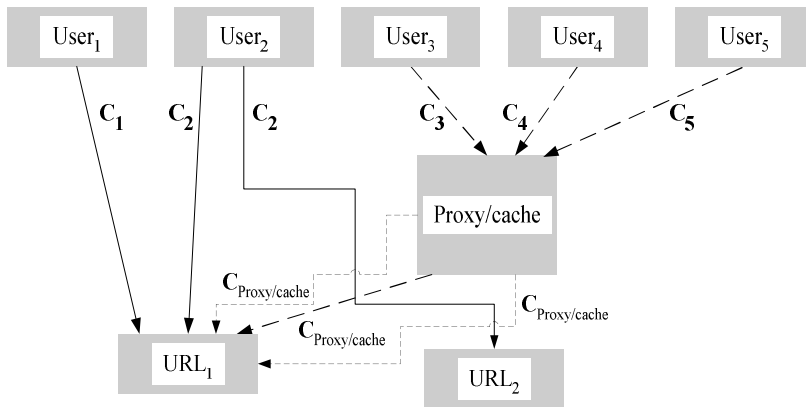 User1
User2
User3
User4
User5
C1
C2
C2
C3
C4
C5
Proxy/cache
CProxy/cache
CProxy/cache
CProxy/cache
URL1
URL2